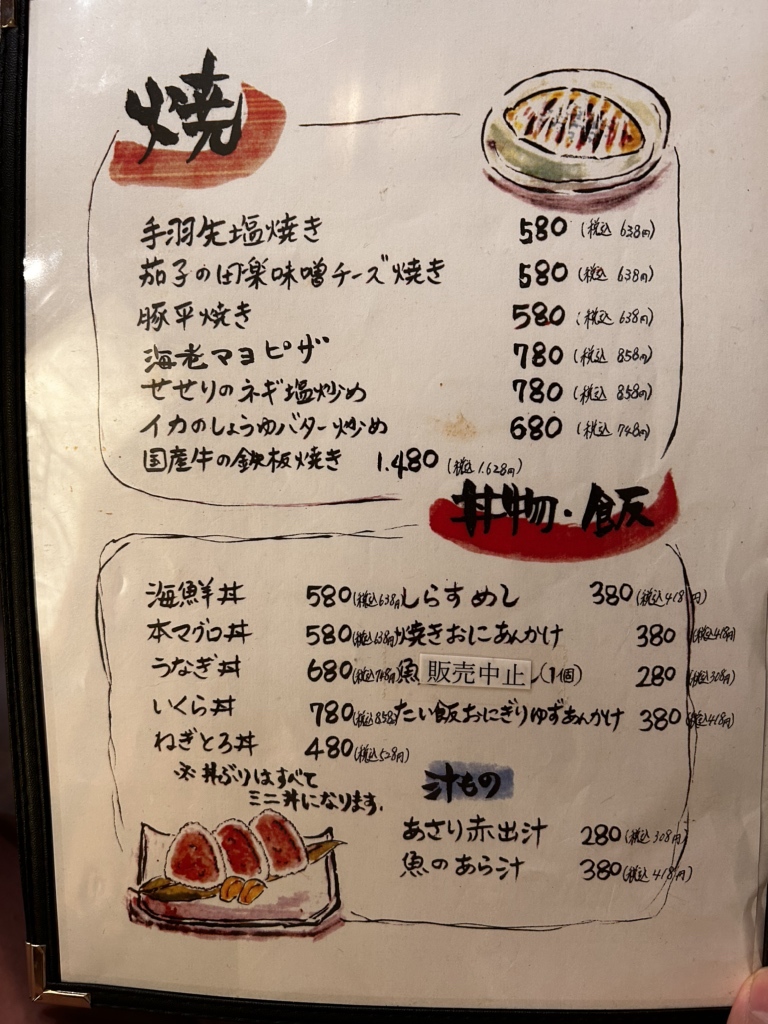 焼
手羽先塩焼き 580 (税込 638円)
茄子の田楽味噌チーズ焼き 580 (税込 638円)
豚平焼き 580 (税込 638円)
海老マヨピザ 780 (税込 858円)
せせりのネギ塩炒め 780 (税込 858円)
イカのしょうゆバター炒め 680 (税込 748円)
国産牛の鉄板焼き 1.480 (税込 1.628円)
丼物・飯
海鮮丼 580 (税込638円)
本マグロ丼 580 (税込638円)
うなぎ丼 680 (税込748円)
いくら丼 780 (税込858円)
ねぎとろ丼 480 (税込528円)
※丼ぶりはすべて
ミニ丼になります.
しらすめし 380 (税込418円)
焼きおにあんかけ 380 (税込418円)
魚 販売中止 (1個) 280 (税込308円)
たい飯おにぎりゆずあんかけ 380 (税込418円)
汁もの
あさり赤出汁 280 (税込308円)
魚のあら汁 380 (税込418円)